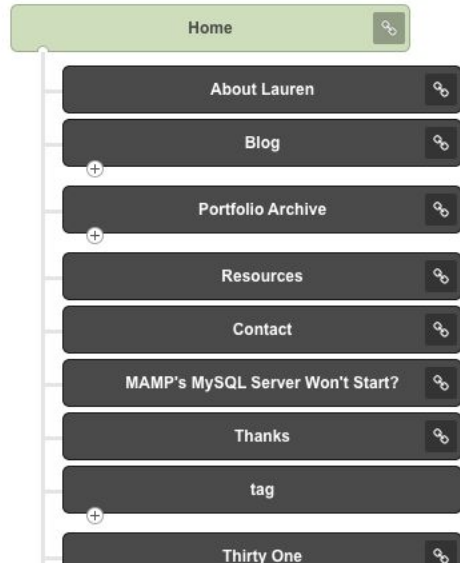 Home
About Lauren
Blog
Portfolio Archive
Resources
Contact
MAMP's MySQL Server Won't Start?
Thanks
tag
Thirty One